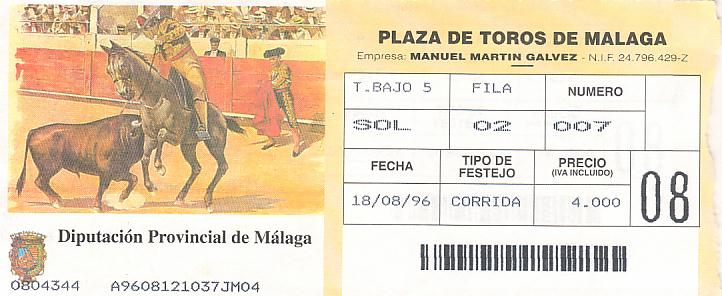 PLAZA DE TOROS DE MALAGA
Empresa: MANUEL MARTIN GALVEZ - N.I.F. 24.796.429-Z
T.BAJO 5 FILA NUMERO
SOL 02 007
FECHA TIPO DE FESTEJO PRECIO (IVA INCLUIDO)
18/08/96 CORRIDA 4.000
08
Diputación Provincial de Málaga
0804344 A9608121037JM04